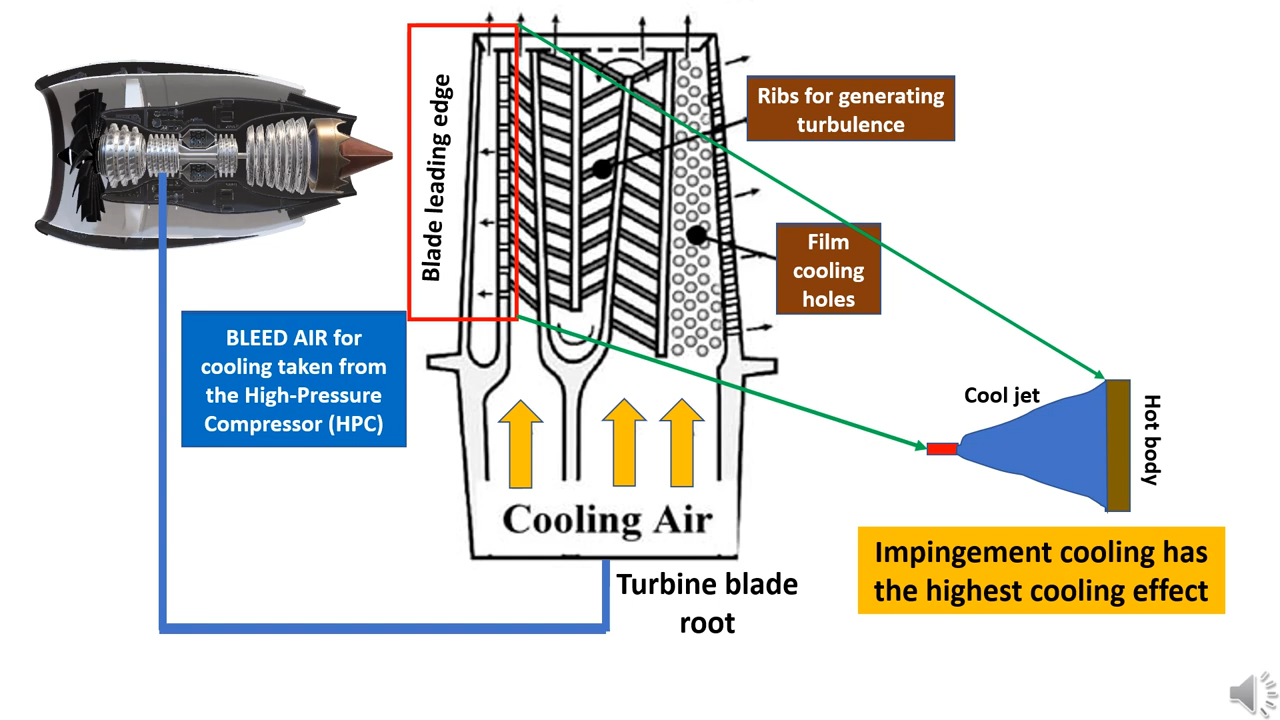 Blade leading edge
Ribs for generating
turbulence
Film
cooling
holes
BLEED AIR for
cooling taken from
the High-Pressure
Compressor (HPC)
Cool jet
Hot body
Cooling Air
Impingement cooling has
the highest cooling effect
Turbine blade
root